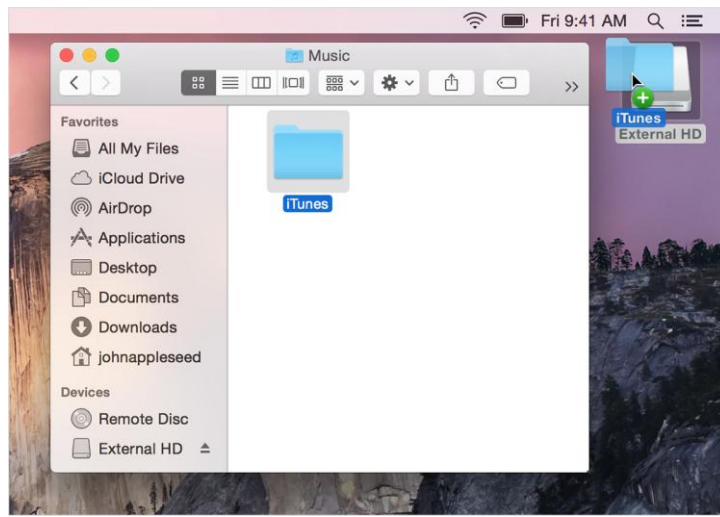 Fri 9:41 AM
Music
iTunes
External HD
Favorites
All My Files
iCloud Drive
AirDrop
Applications
Desktop
Documents
Downloads
johnappleseed
Devices
Remote Disc
External HD
iTunes